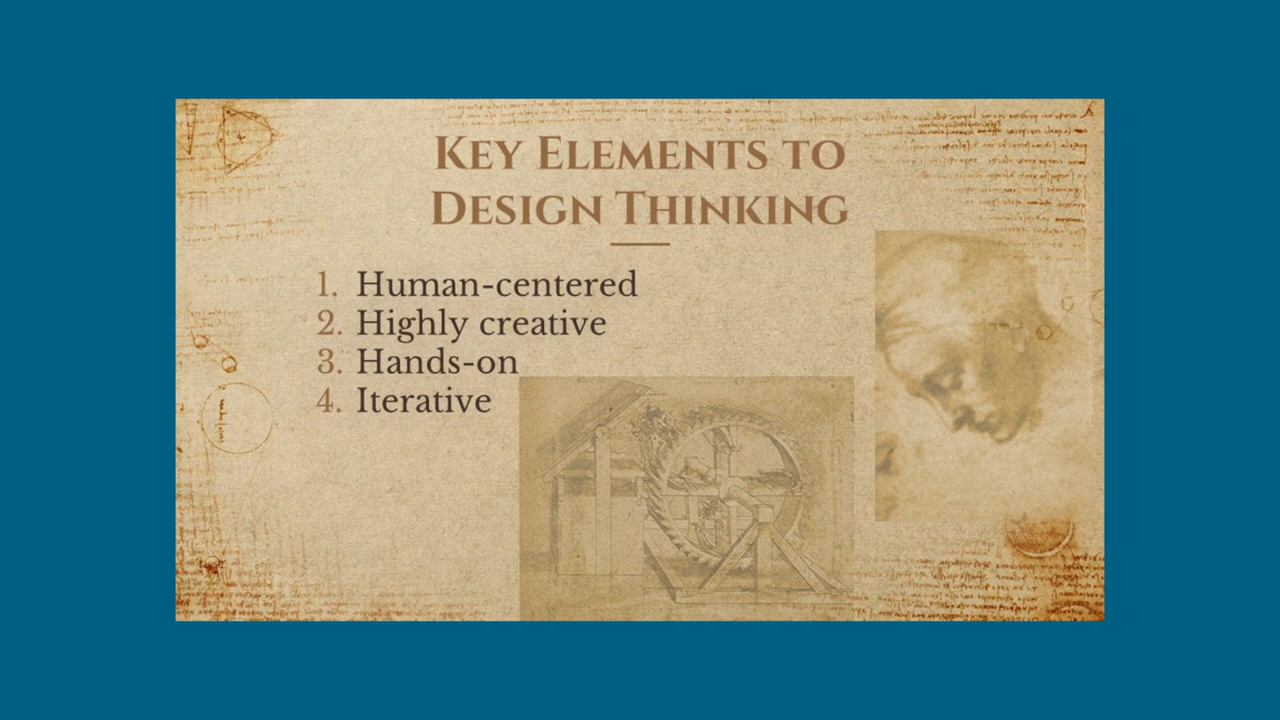 Key Elements to
Design Thinking
1. Human-centered
2. Highly creative
3. Hands-on
4. Iterative